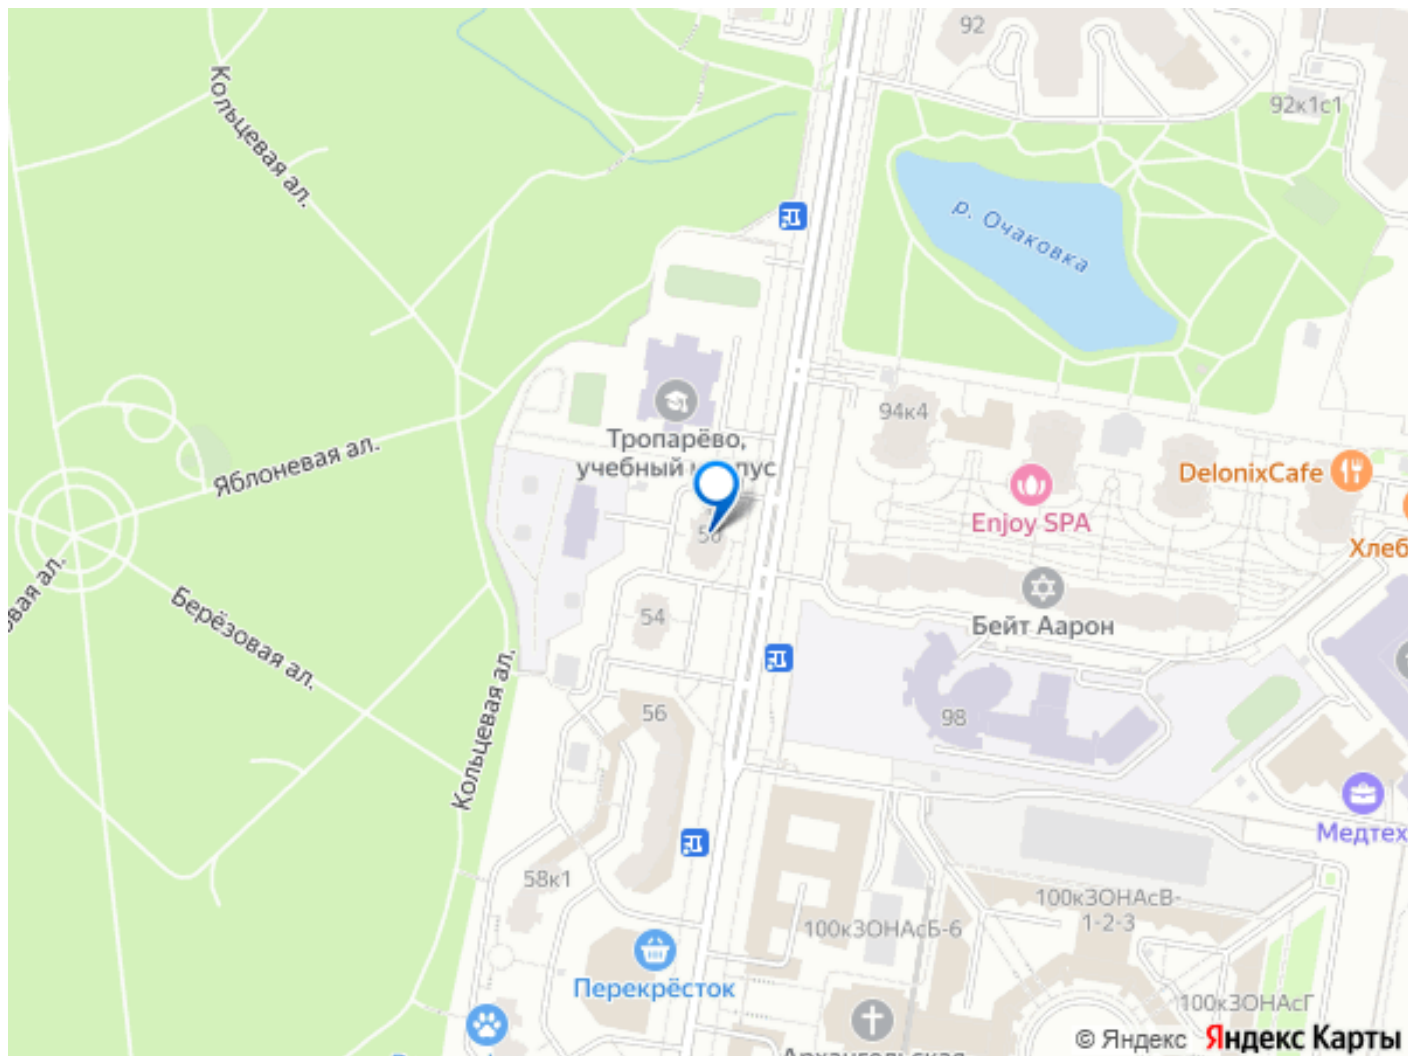 92
92к1с1
Кольцевая ал.
р. Очаковка
94к4
Тропарёво,
учебный
DelonixCafe
Яблоневая ал.
Enjoy SPA
Хлеб
54
Бейт Аарон
Берёзовая ал.
Кольцевая ал.
56
98
Медтех
58к1
100кЗОНАсВ-
1-2-3
100кЗОНАсБ-6
Перекрёсток
100кЗОНАсГ
Архангельская
© Яндекс Яндекс Карты